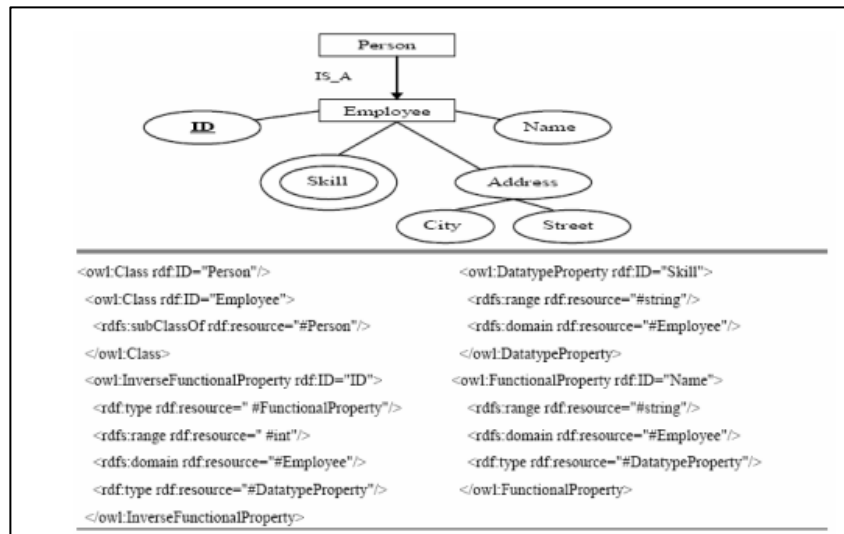 Person
IS_A
Employee
ID
Name
Skill
Address
City
Street
<owl:Class rdf:ID="Person"/>
<owl:Class rdf:ID="Employee">
<rdfs:subClassOf rdf:resource="#Person"/>
</owl:Class>
<owl:InverseFunctionalProperty rdf:ID="ID">
<rdf:type rdf:resource=" #FunctionalProperty"/>
<rdfs:range rdf:resource=" #int"/>
<rdfs:domain rdf:resource="#Employee"/>
<rdf:type rdf:resource="#DatatypeProperty"/>
</owl:InverseFunctionalProperty>
<owl:DatatypeProperty rdf:ID="Skill">
<rdfs:range rdf:resource="#string"/>
<rdfs:domain rdf:resource="#Employee"/>
</owl:DatatypeProperty>
<owl:FunctionalProperty rdf:ID="Name">
<rdfs:range rdf:resource="#string"/>
<rdfs:domain rdf:resource="#Employee"/>
<rdf:type rdf:resource="#DatatypeProperty"/>
</owl:FunctionalProperty>